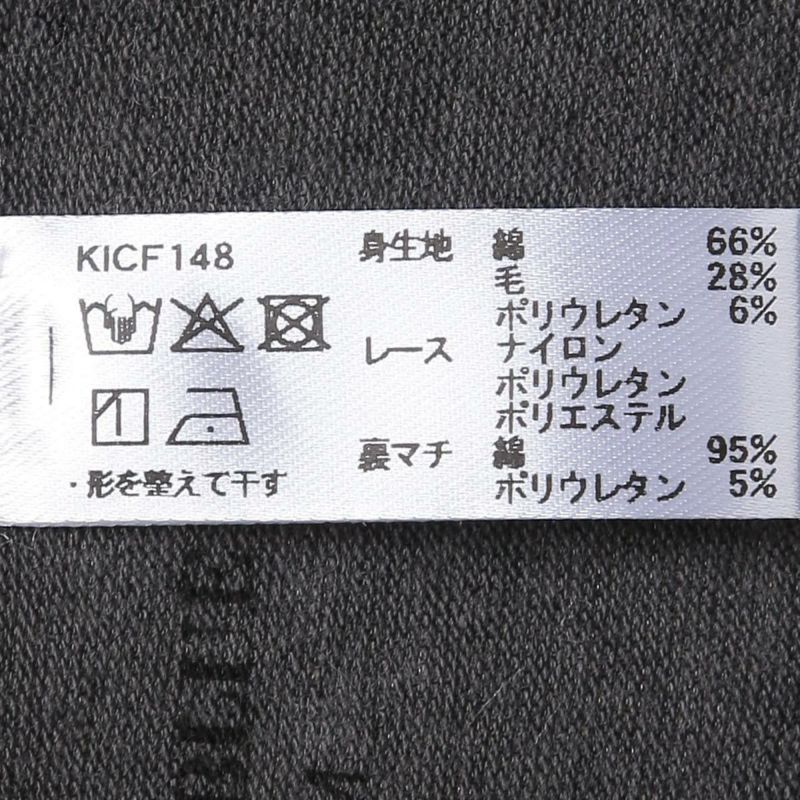 KICF148
・形を整えて干す
身生地 綿 66%
毛 28%
ポリウレタン 6%
レース ナイロン
ポリウレタン
ポリエステル
裏マチ 綿 95%
ポリウレタン 5%